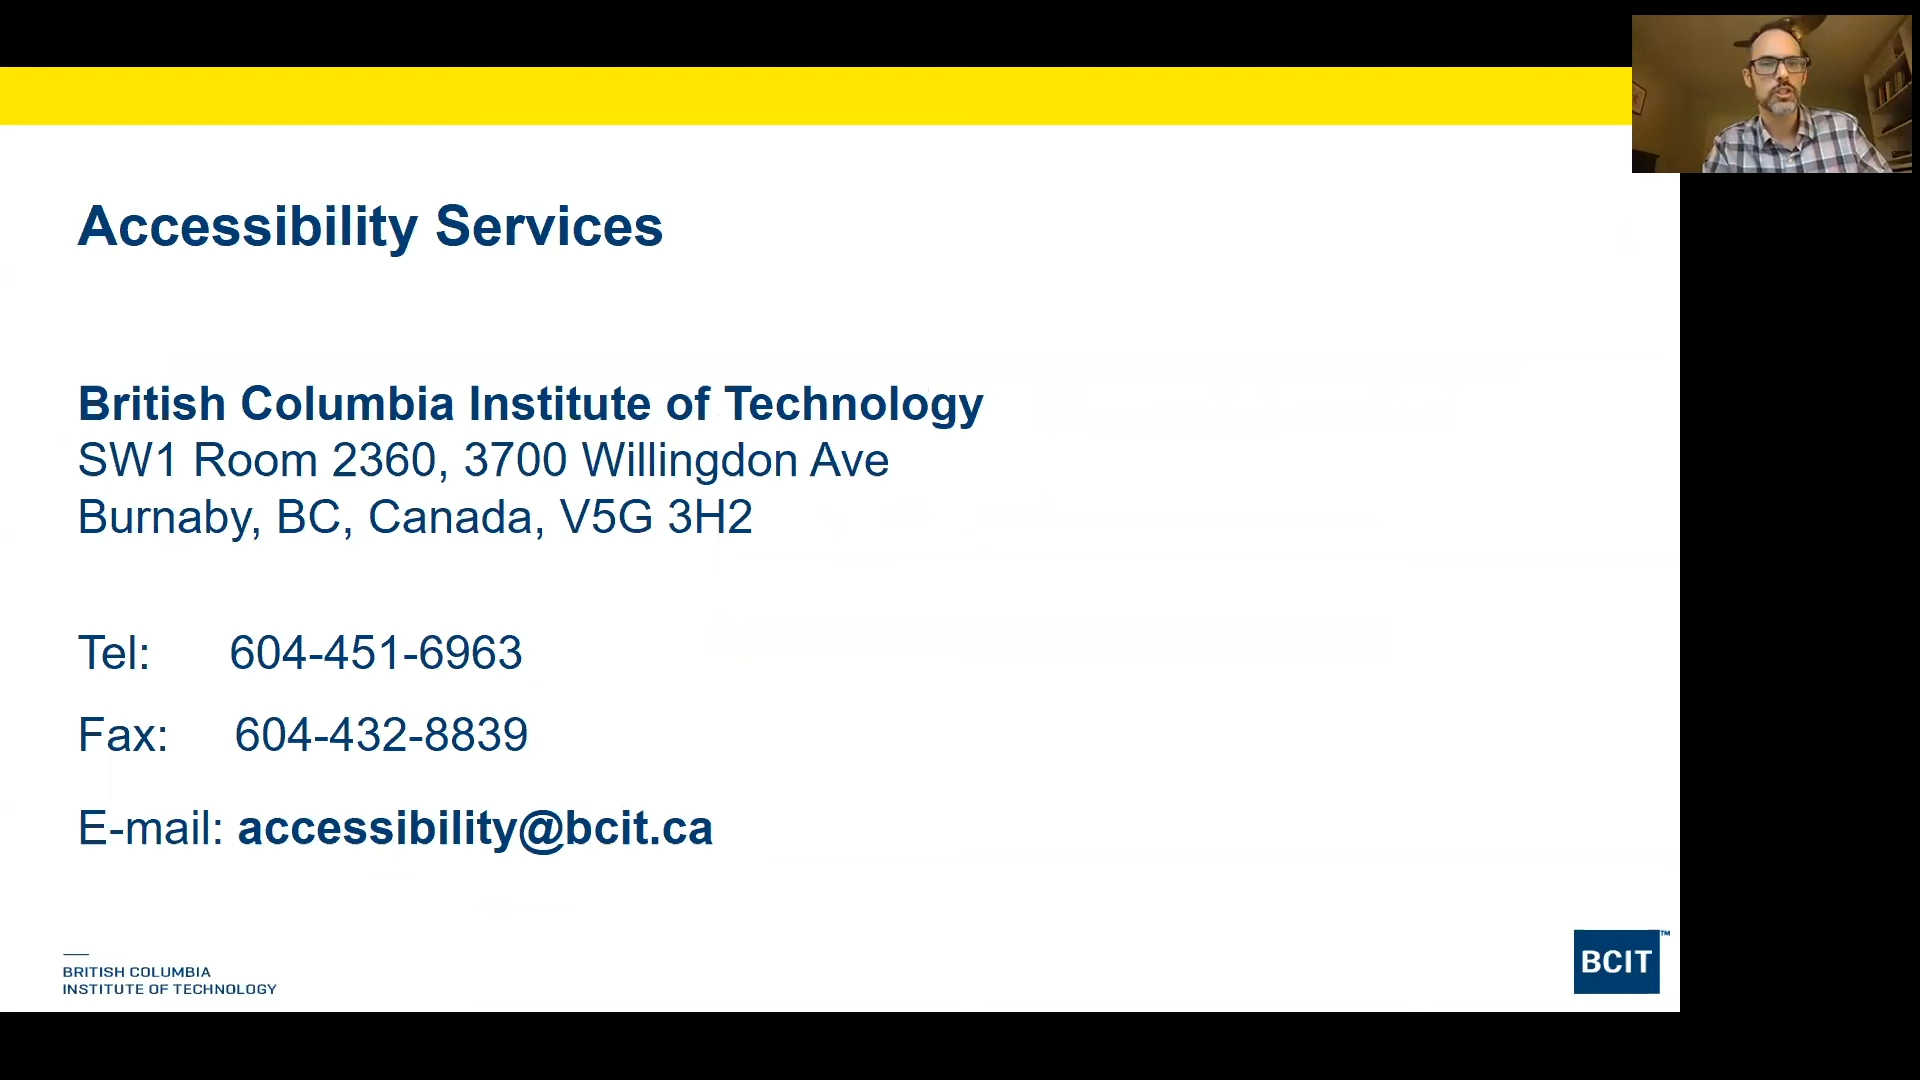 Accessibility Services
British Columbia Institute of Technology
SW1 Room 2360, 3700 Willingdon Ave
Burnaby, BC, Canada, V5G 3H2
Tel: 604-451-6963
Fax: 604-432-8839
E-mail: accessibility@bcit.ca
BRITISH COLUMBIA
INSTITUTE OF TECHNOLOGY
BCIT™